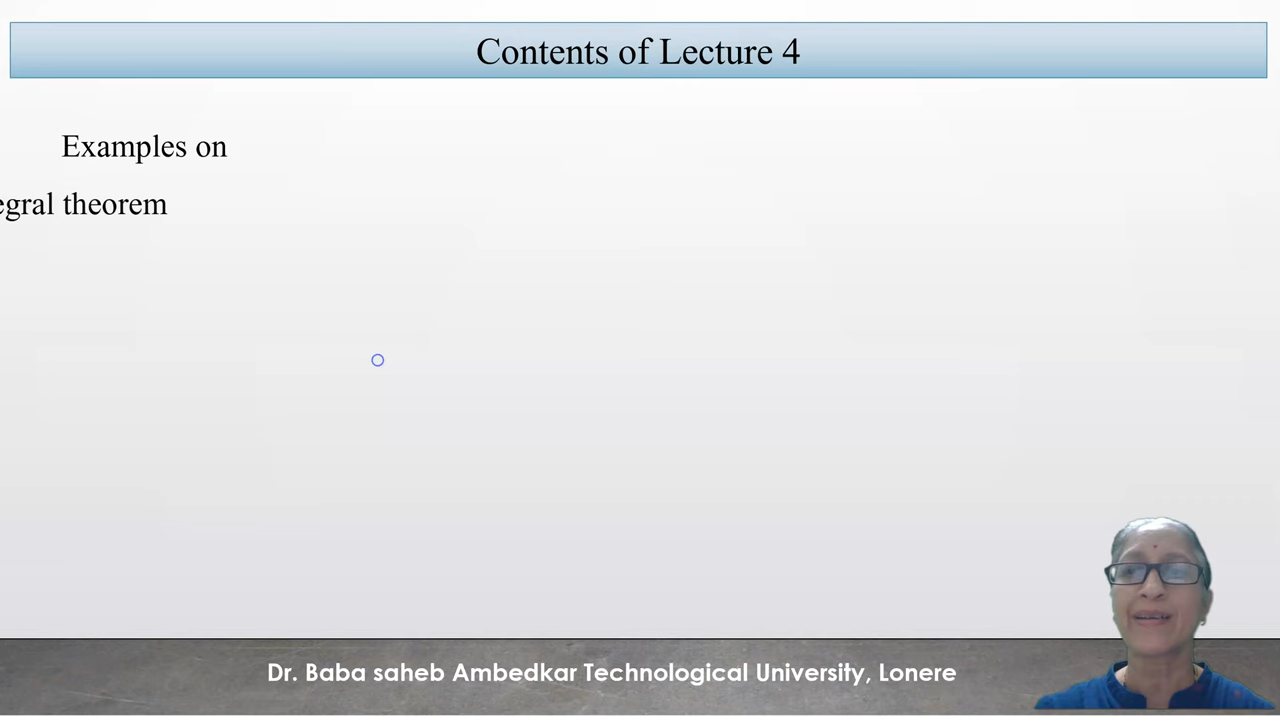 Contents of Lecture 4
Examples on
egral theorem
Dr. Baba saheb Ambedkar Technological University, Lonere